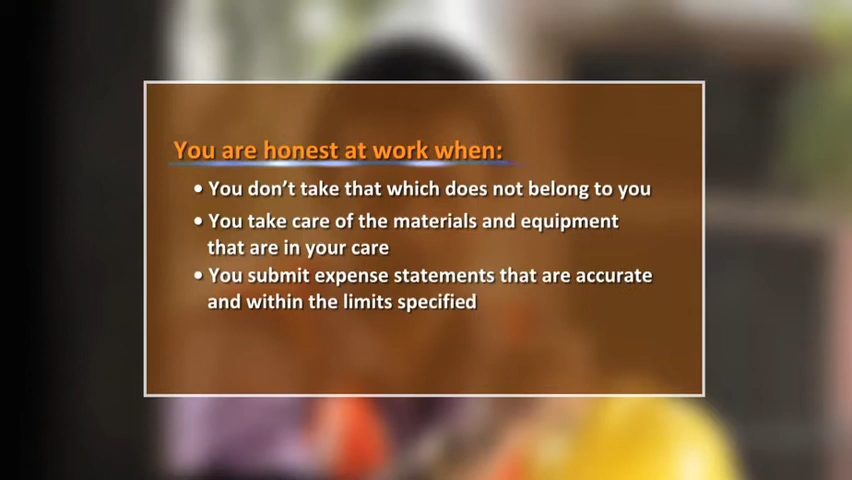 You are honest at work when:
• You don't take that which does not belong to you
• You take care of the materials and equipment
that are in your care
• You submit expense statements that are accurate
and within the limits specified